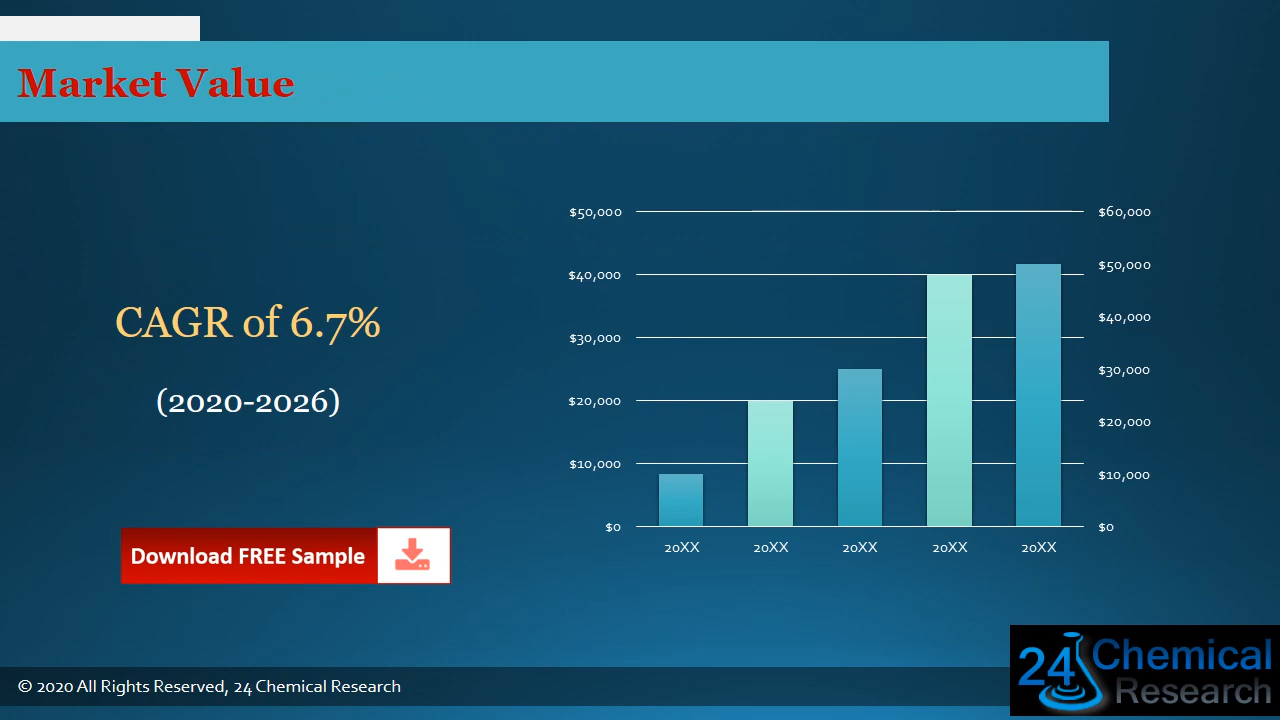 Market Value
CAGR of 6.7%
(2020-2026)
Download FREE Sample
$50,000
$40,000
$30,000
$20,000
$10,000
$0
$60,000
$50,000
$40,000
$30,000
$20,000
$10,000
$0
20XX 20XX 20XX 20XX 20XX
© 2020 All Rights Reserved, 24 Chemical Research
24 Chemical
Research